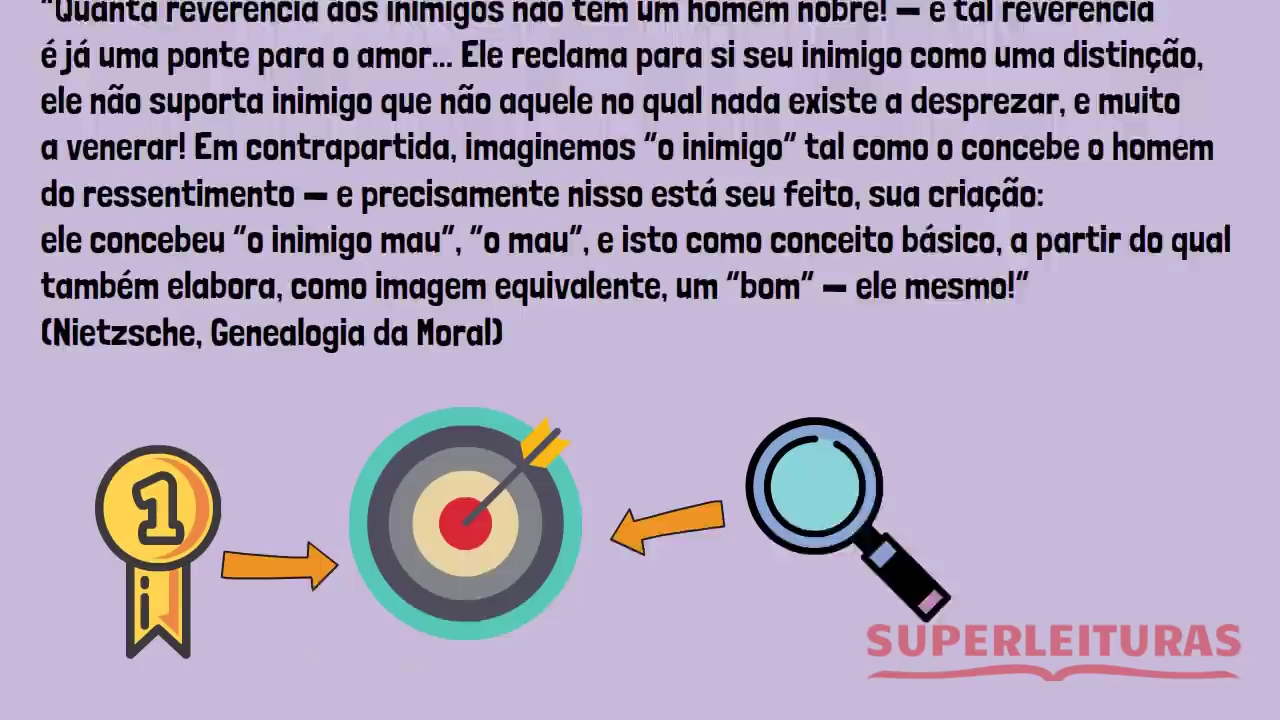 "Quanta reverência aos inimigos não tem um homem nobre! — e tal reverência
é já uma ponte para o amor... Ele reclama para si seu inimigo como uma distinção,
ele não suporta inimigo que não aquele no qual nada existe a desprezar, e muito
a venerar! Em contrapartida, imaginemos "o inimigo" tal como o concebe o homem
do ressentimento — e precisamente nisso está seu feito, sua criação:
ele concebeu "o inimigo mau", "o mau", e isto como conceito básico, a partir do qual
também elabora, como imagem equivalente, um "bom" — ele mesmo!"
(Nietzsche, Genealogia da Moral)
1
SUPERLEITURAS